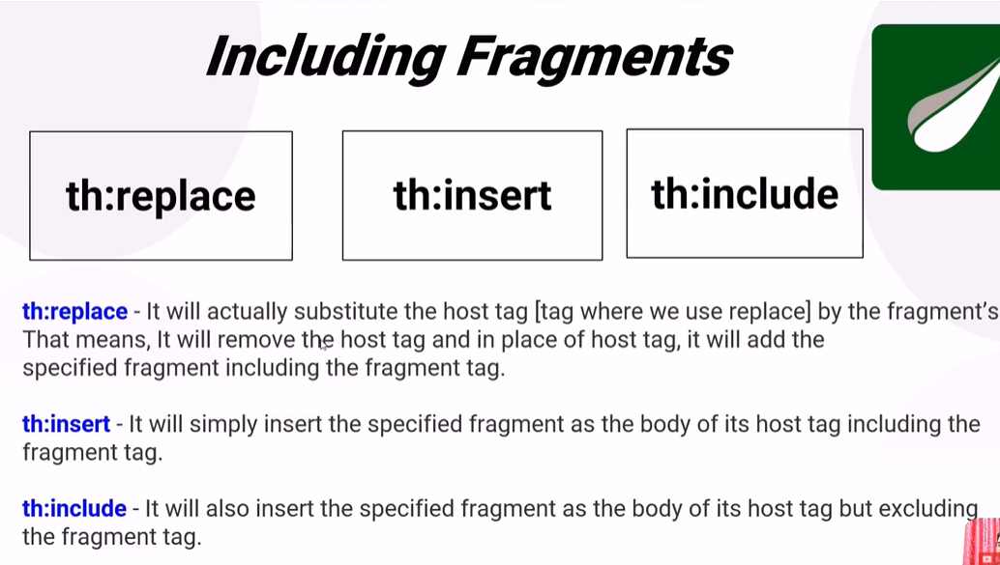 Including Fragments
th:replace
th:insert
th:include
th:replace - It will actually substitute the host tag [tag where we use replace] by the fragment's
That means, It will remove the host tag and in place of host tag, it will add the
specified fragment including the fragment tag.
th:insert - It will simply insert the specified fragment as the body of its host tag including the
fragment tag.
th:include - It will also insert the specified fragment as the body of its host tag but excluding
the fragment tag.